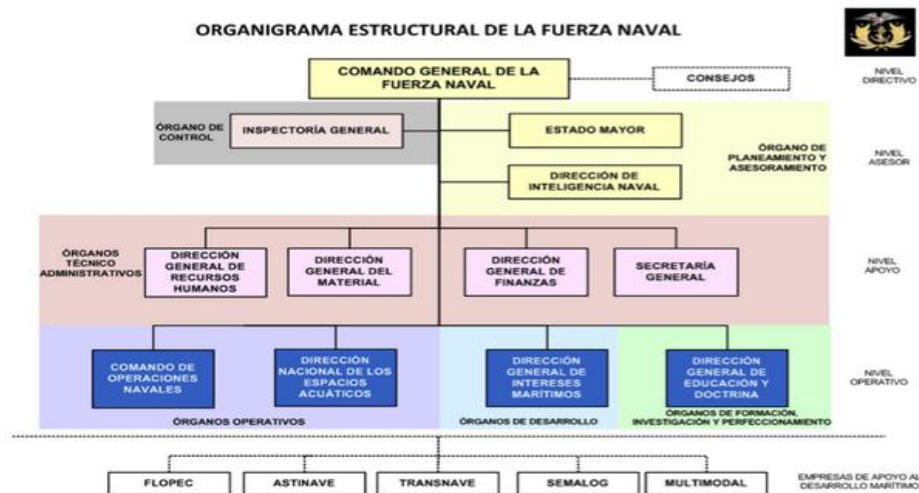 ORGANIGRAMA ESTRUCTURAL DE LA FUERZA NAVAL
COMANDO GENERAL DE LA
FUERZA NAVAL
CONSEJOS
NIVEL
DIRECTIVO
ÓRGANO DE
CONTROL
INSPECTORÍA GENERAL
ESTADO MAYOR
ÓRGANO DE
PLANEAMIENTO Y
ASESORAMIENTO
NIVEL
ASESOR
DIRECCIÓN DE
INTELIGENCIA NAVAL
ÓRGANOS
TÉCNICO
ADMINISTRATIVOS
DIRECCIÓN
GENERAL DE
RECURSOS
HUMANOS
DIRECCIÓN
GENERAL DEL
MATERIAL
DIRECCIÓN
GENERAL DE
FINANZAS
SECRETARÍA
GENERAL
NIVEL
APOYO
COMANDO DE
OPERACIONES
NAVALES
DIRECCIÓN
NACIONAL DE LOS
ESPACIOS
ACUÁTICOS
DIRECCIÓN
GENERAL DE
INTERESES
MARÍTIMOS
DIRECCIÓN
GENERAL DE
EDUCACIÓN Y
DOCTRINA
NIVEL
OPERATIVO
ÓRGANOS OPERATIVOS
ÓRGANOS DE DESARROLLO
ÓRGANOS DE FORMACIÓN,
INVESTIGACIÓN Y PERFECCIONAMIENTO
FLOPEC
ASTINAVE
TRANSNAVE
SEMALOG
MULTIMODAL
EMPRESAS DE APOYO AL
DESARROLLO MARÍTIMO